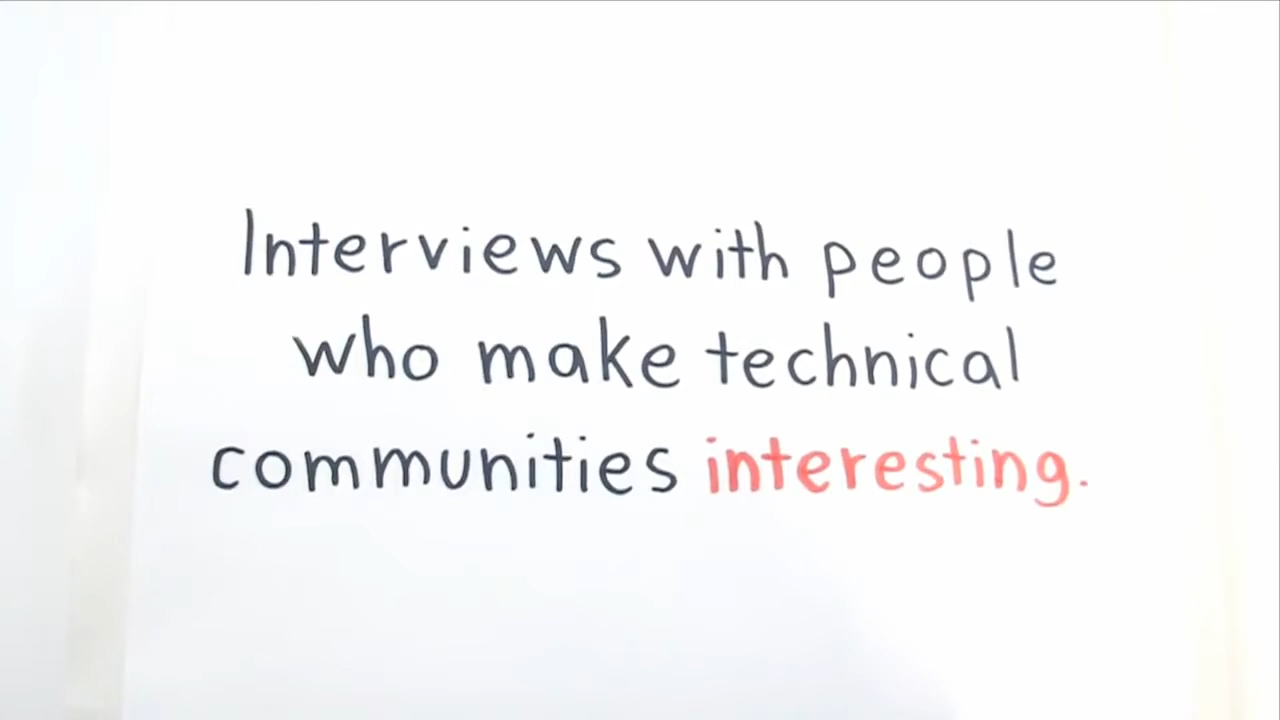 Interviews with people
who make technical
communities interesting.